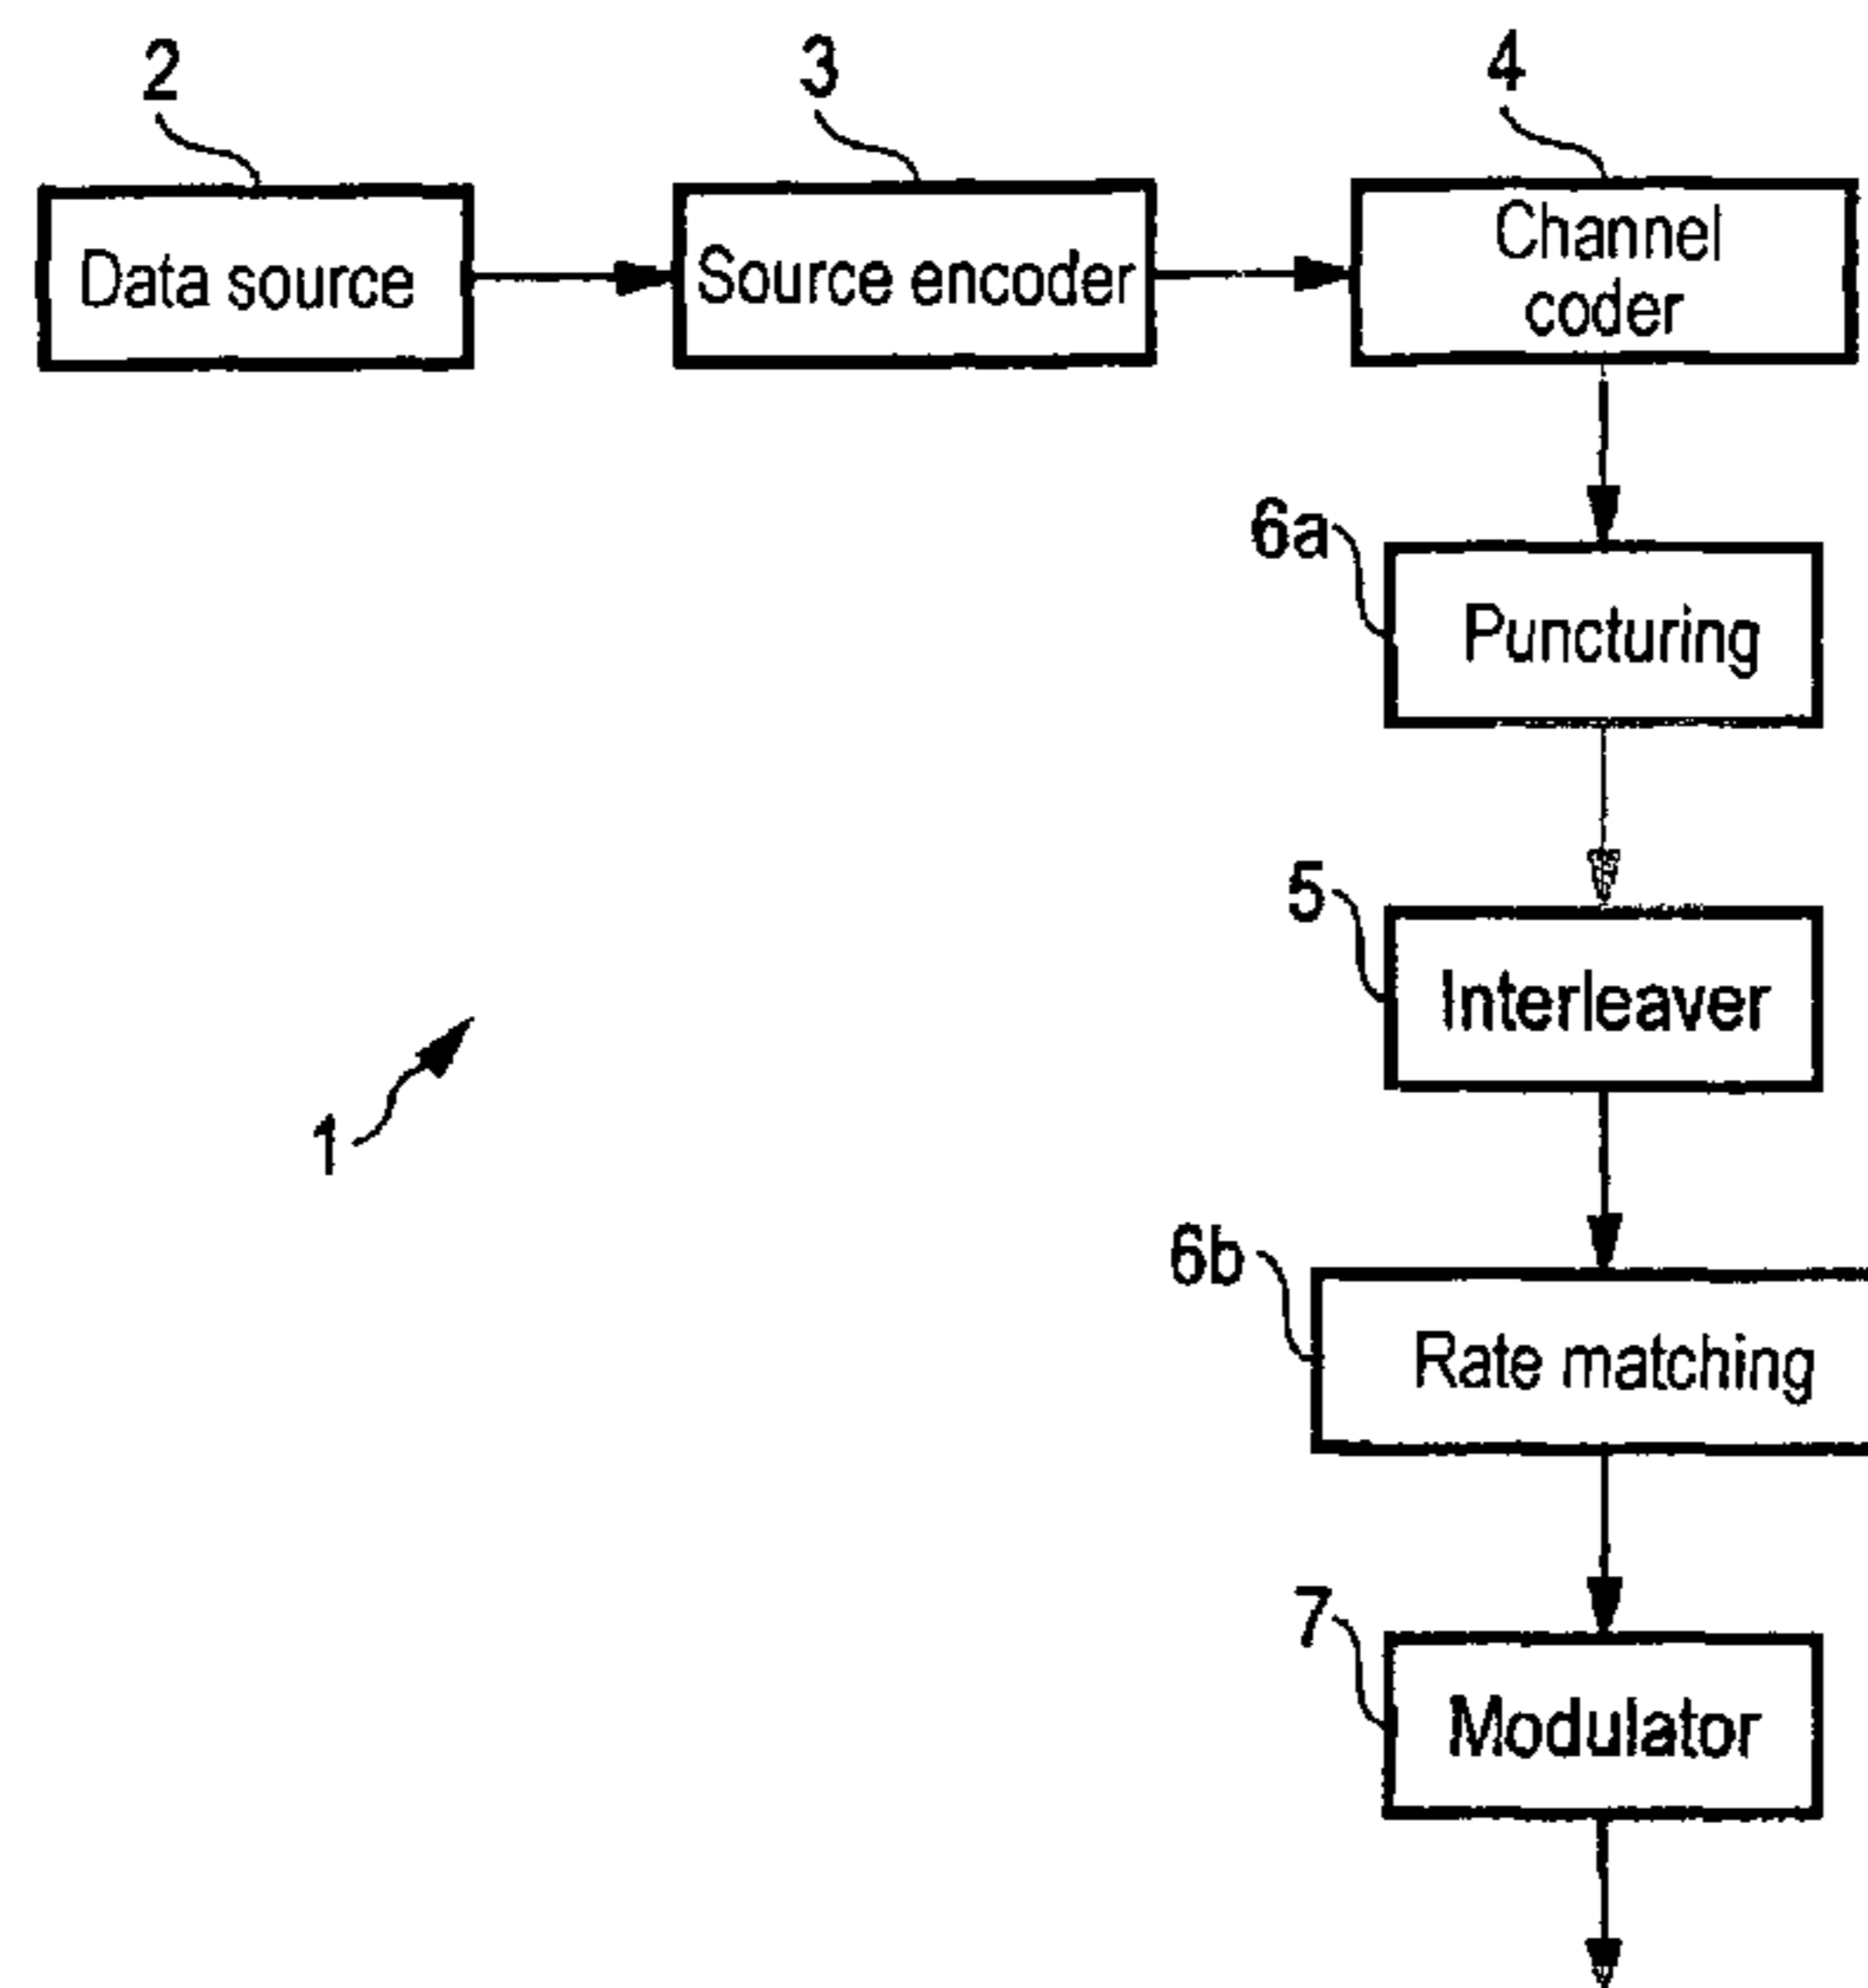 2
3
4
Data source
Source encoder
Channel
coder
6a
Puncturing
5
Interleaver
1
6b
Rate matching
7
Modulator